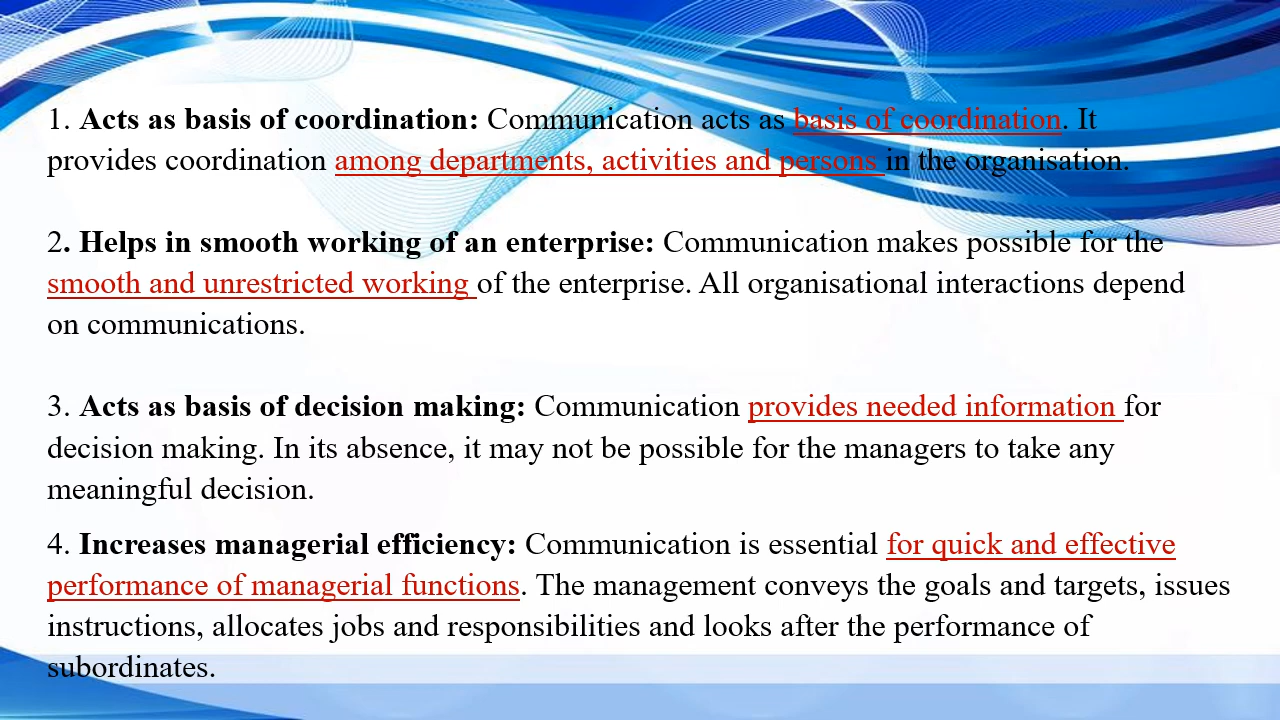 1. Acts as basis of coordination: Communication acts as basis of coordination. It
provides coordination among departments, activities and persons in the organisation.
2. Helps in smooth working of an enterprise: Communication makes possible for the
smooth and unrestricted working of the enterprise. All organisational interactions depend
on communications.
3. Acts as basis of decision making: Communication provides needed information for
decision making. In its absence, it may not be possible for the managers to take any
meaningful decision.
4. Increases managerial efficiency: Communication is essential for quick and effective
performance of managerial functions. The management conveys the goals and targets, issues
instructions, allocates jobs and responsibilities and looks after the performance of
subordinates.